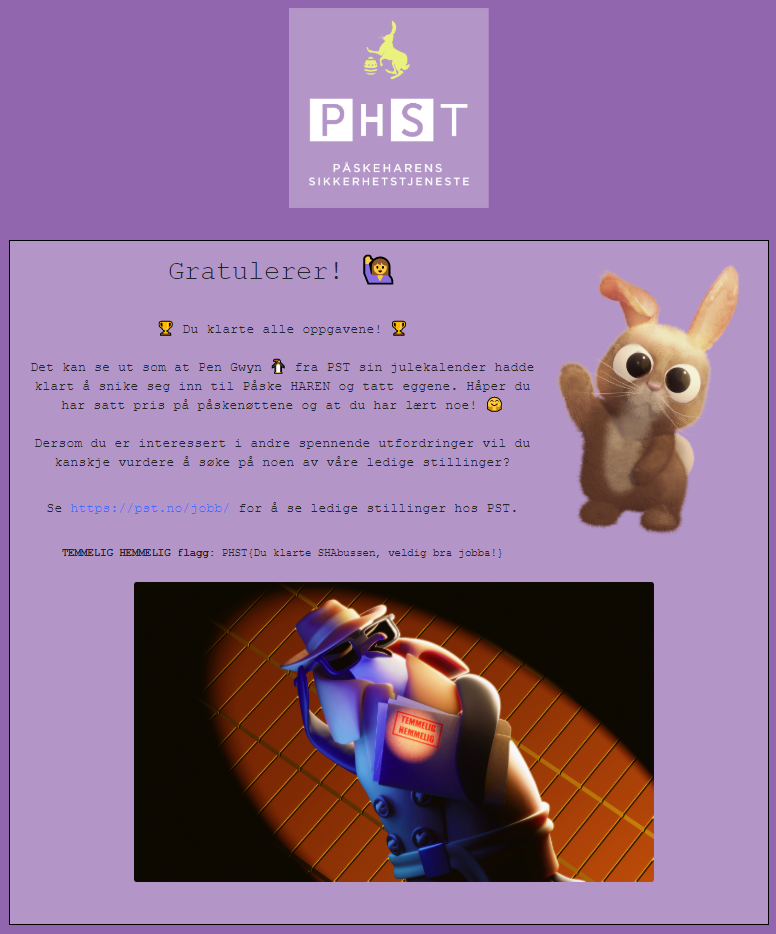 PHST
PÅSKEHARENS
SIKKERHETSTJENESTE
Gratulerer! 🙋‍♀️
🏆 Du klarte alle oppgavene! 🏆
Det kan se ut som at Pen Gwyn 🐧 fra PST sin julekalender hadde
klart å snike seg inn til Påske HAREN og tatt eggene. Håper du
har satt pris på påskenøttene og at du har lært noe! 🤗
Dersom du er interessert i andre spennende utfordringer vil du
kanskje vurdere å søke på noen av våre ledige stillinger?
Se https://pst.no/jobb/ for å se ledige stillinger hos PST.
TEMMELIG HEMMELIG flagg: PHST{Du klarte SHAbussen, veldig bra jobba!}
TEMMELIG
HEMMELIG